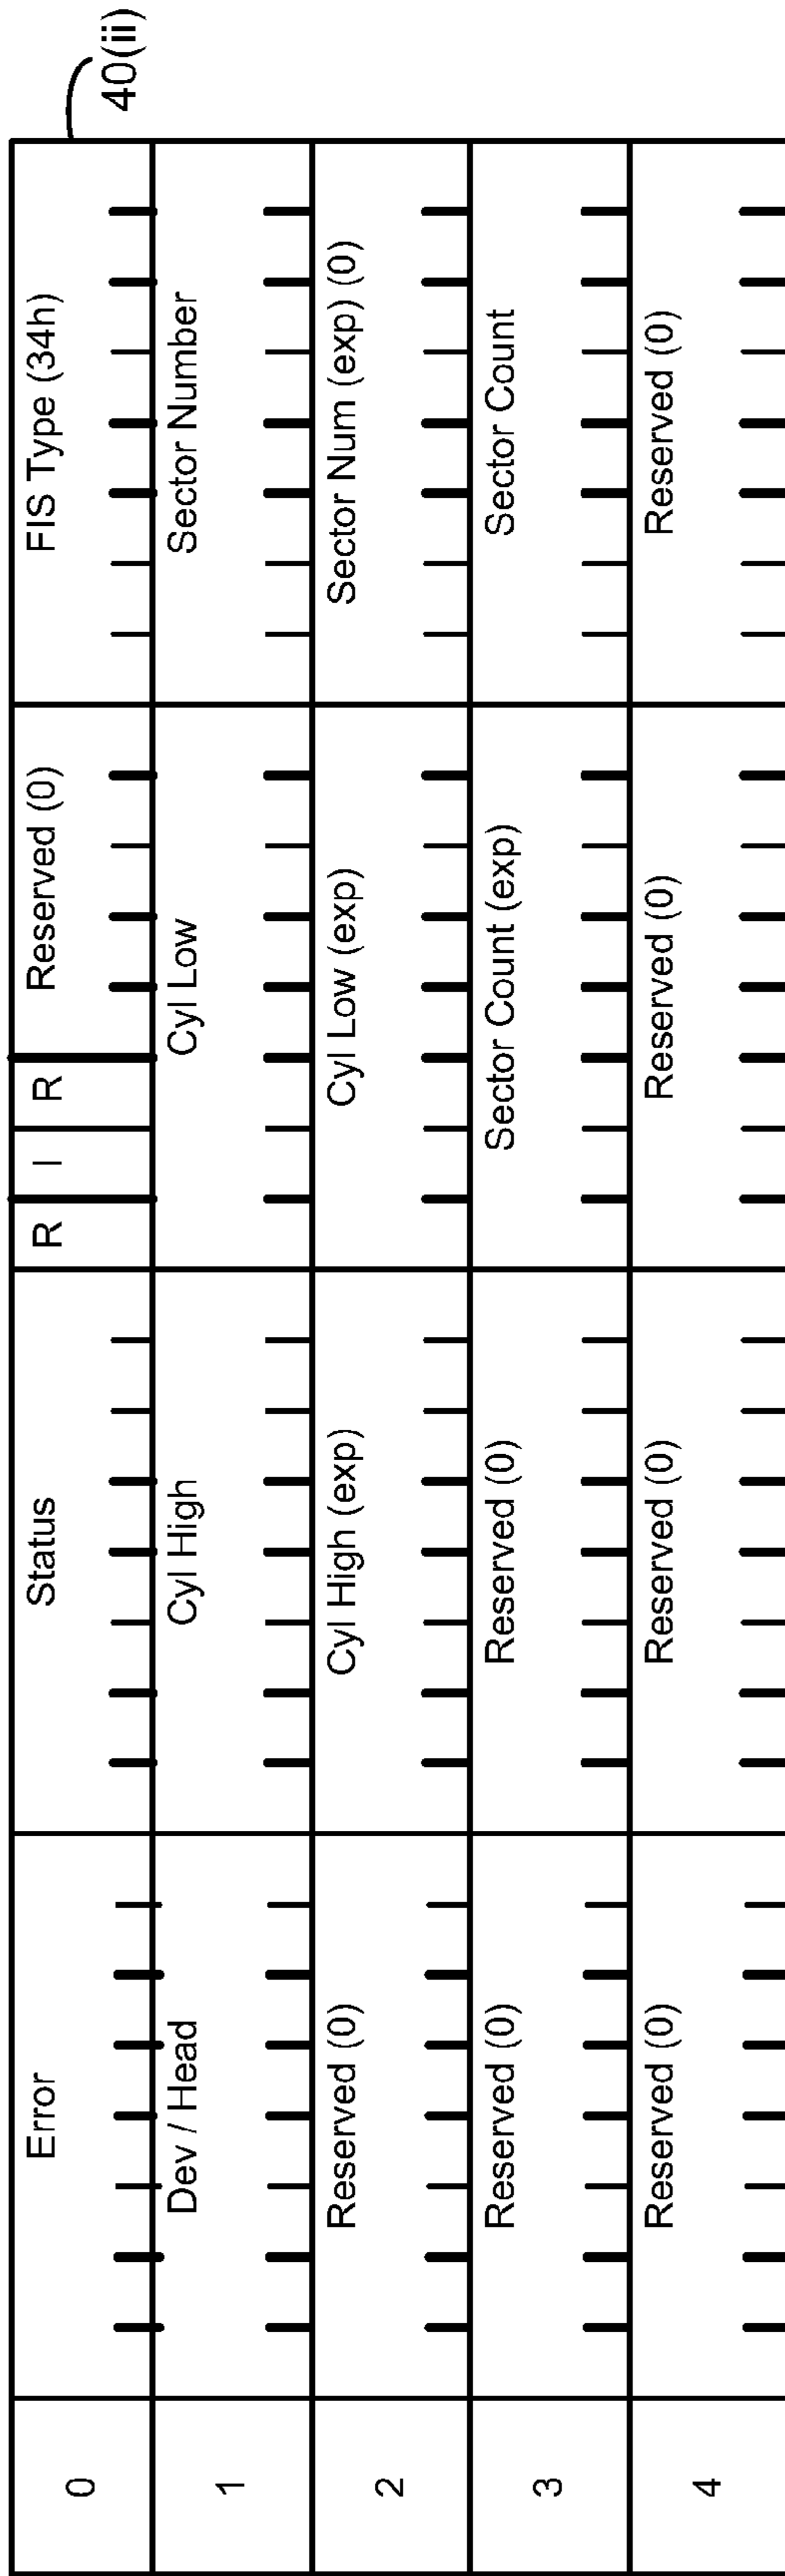 40(ii)
0 Error Status R I R Reserved (0) FIS Type (34h)
1 Dev / Head Cyl High Cyl Low Sector Number
2 Reserved (0) Cyl High (exp) Cyl Low (exp) Sector Num (exp) (0)
3 Reserved (0) Reserved (0) Sector Count (exp) Sector Count
4 Reserved (0) Reserved (0) Reserved (0) Reserved (0)